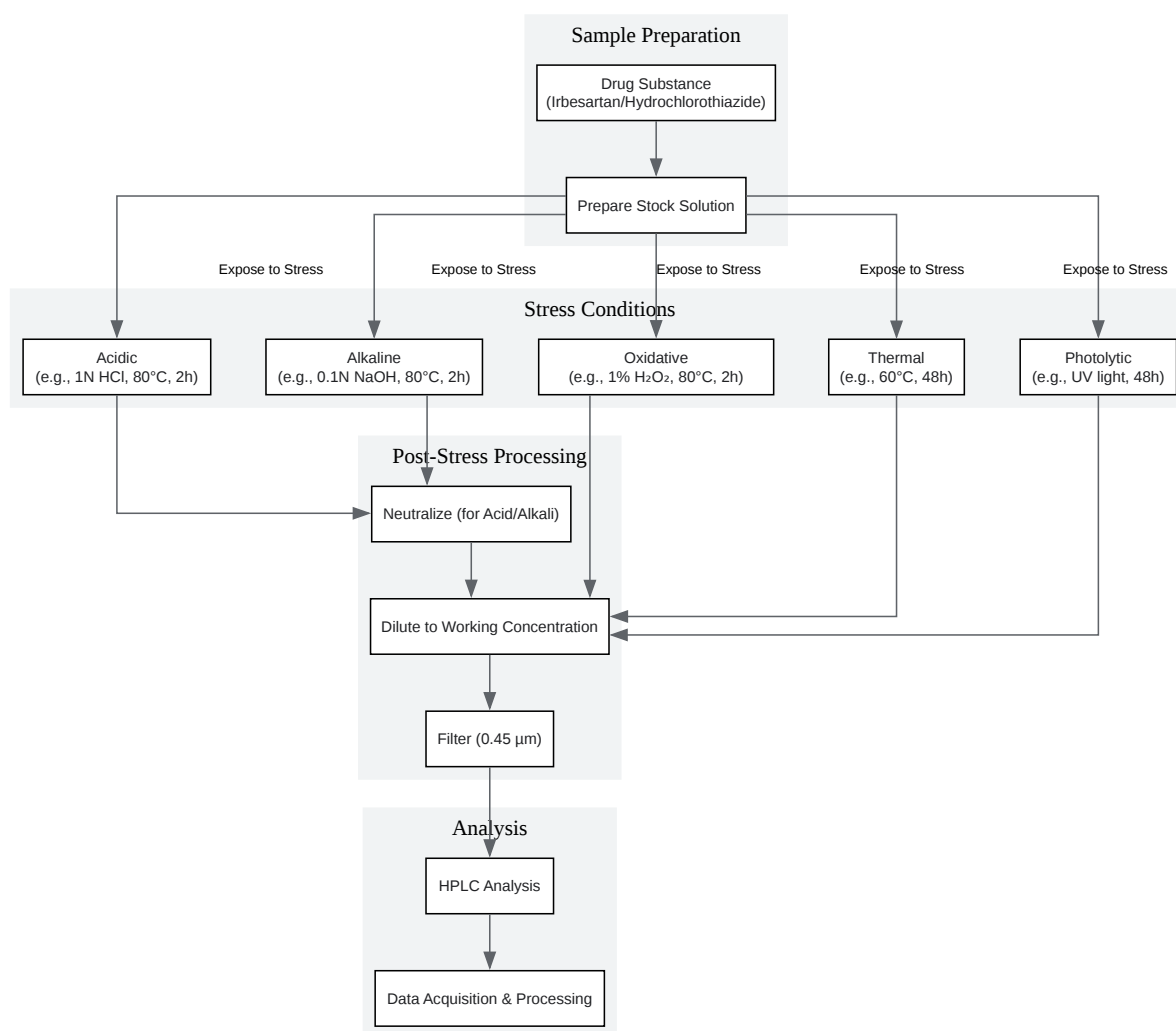 Sample Preparation
Drug Substance
(Irbesartan/Hydrochlorothiazide)
Prepare Stock Solution
Expose to Stress
Expose to Stress
Expose to Stress
Expose to Stress
Expose to Stress
Stress Conditions
Acidic
(e.g., 1N HCl, 80°C, 2h)
Alkaline
(e.g., 0.1N NaOH, 80°C, 2h)
Oxidative
(e.g., 1% H₂O₂, 80°C, 2h)
Thermal
(e.g., 60°C, 48h)
Photolytic
(e.g., UV light, 48h)
Post-Stress Processing
Neutralize (for Acid/Alkali)
Dilute to Working Concentration
Filter (0.45 µm)
Analysis
HPLC Analysis
Data Acquisition & Processing